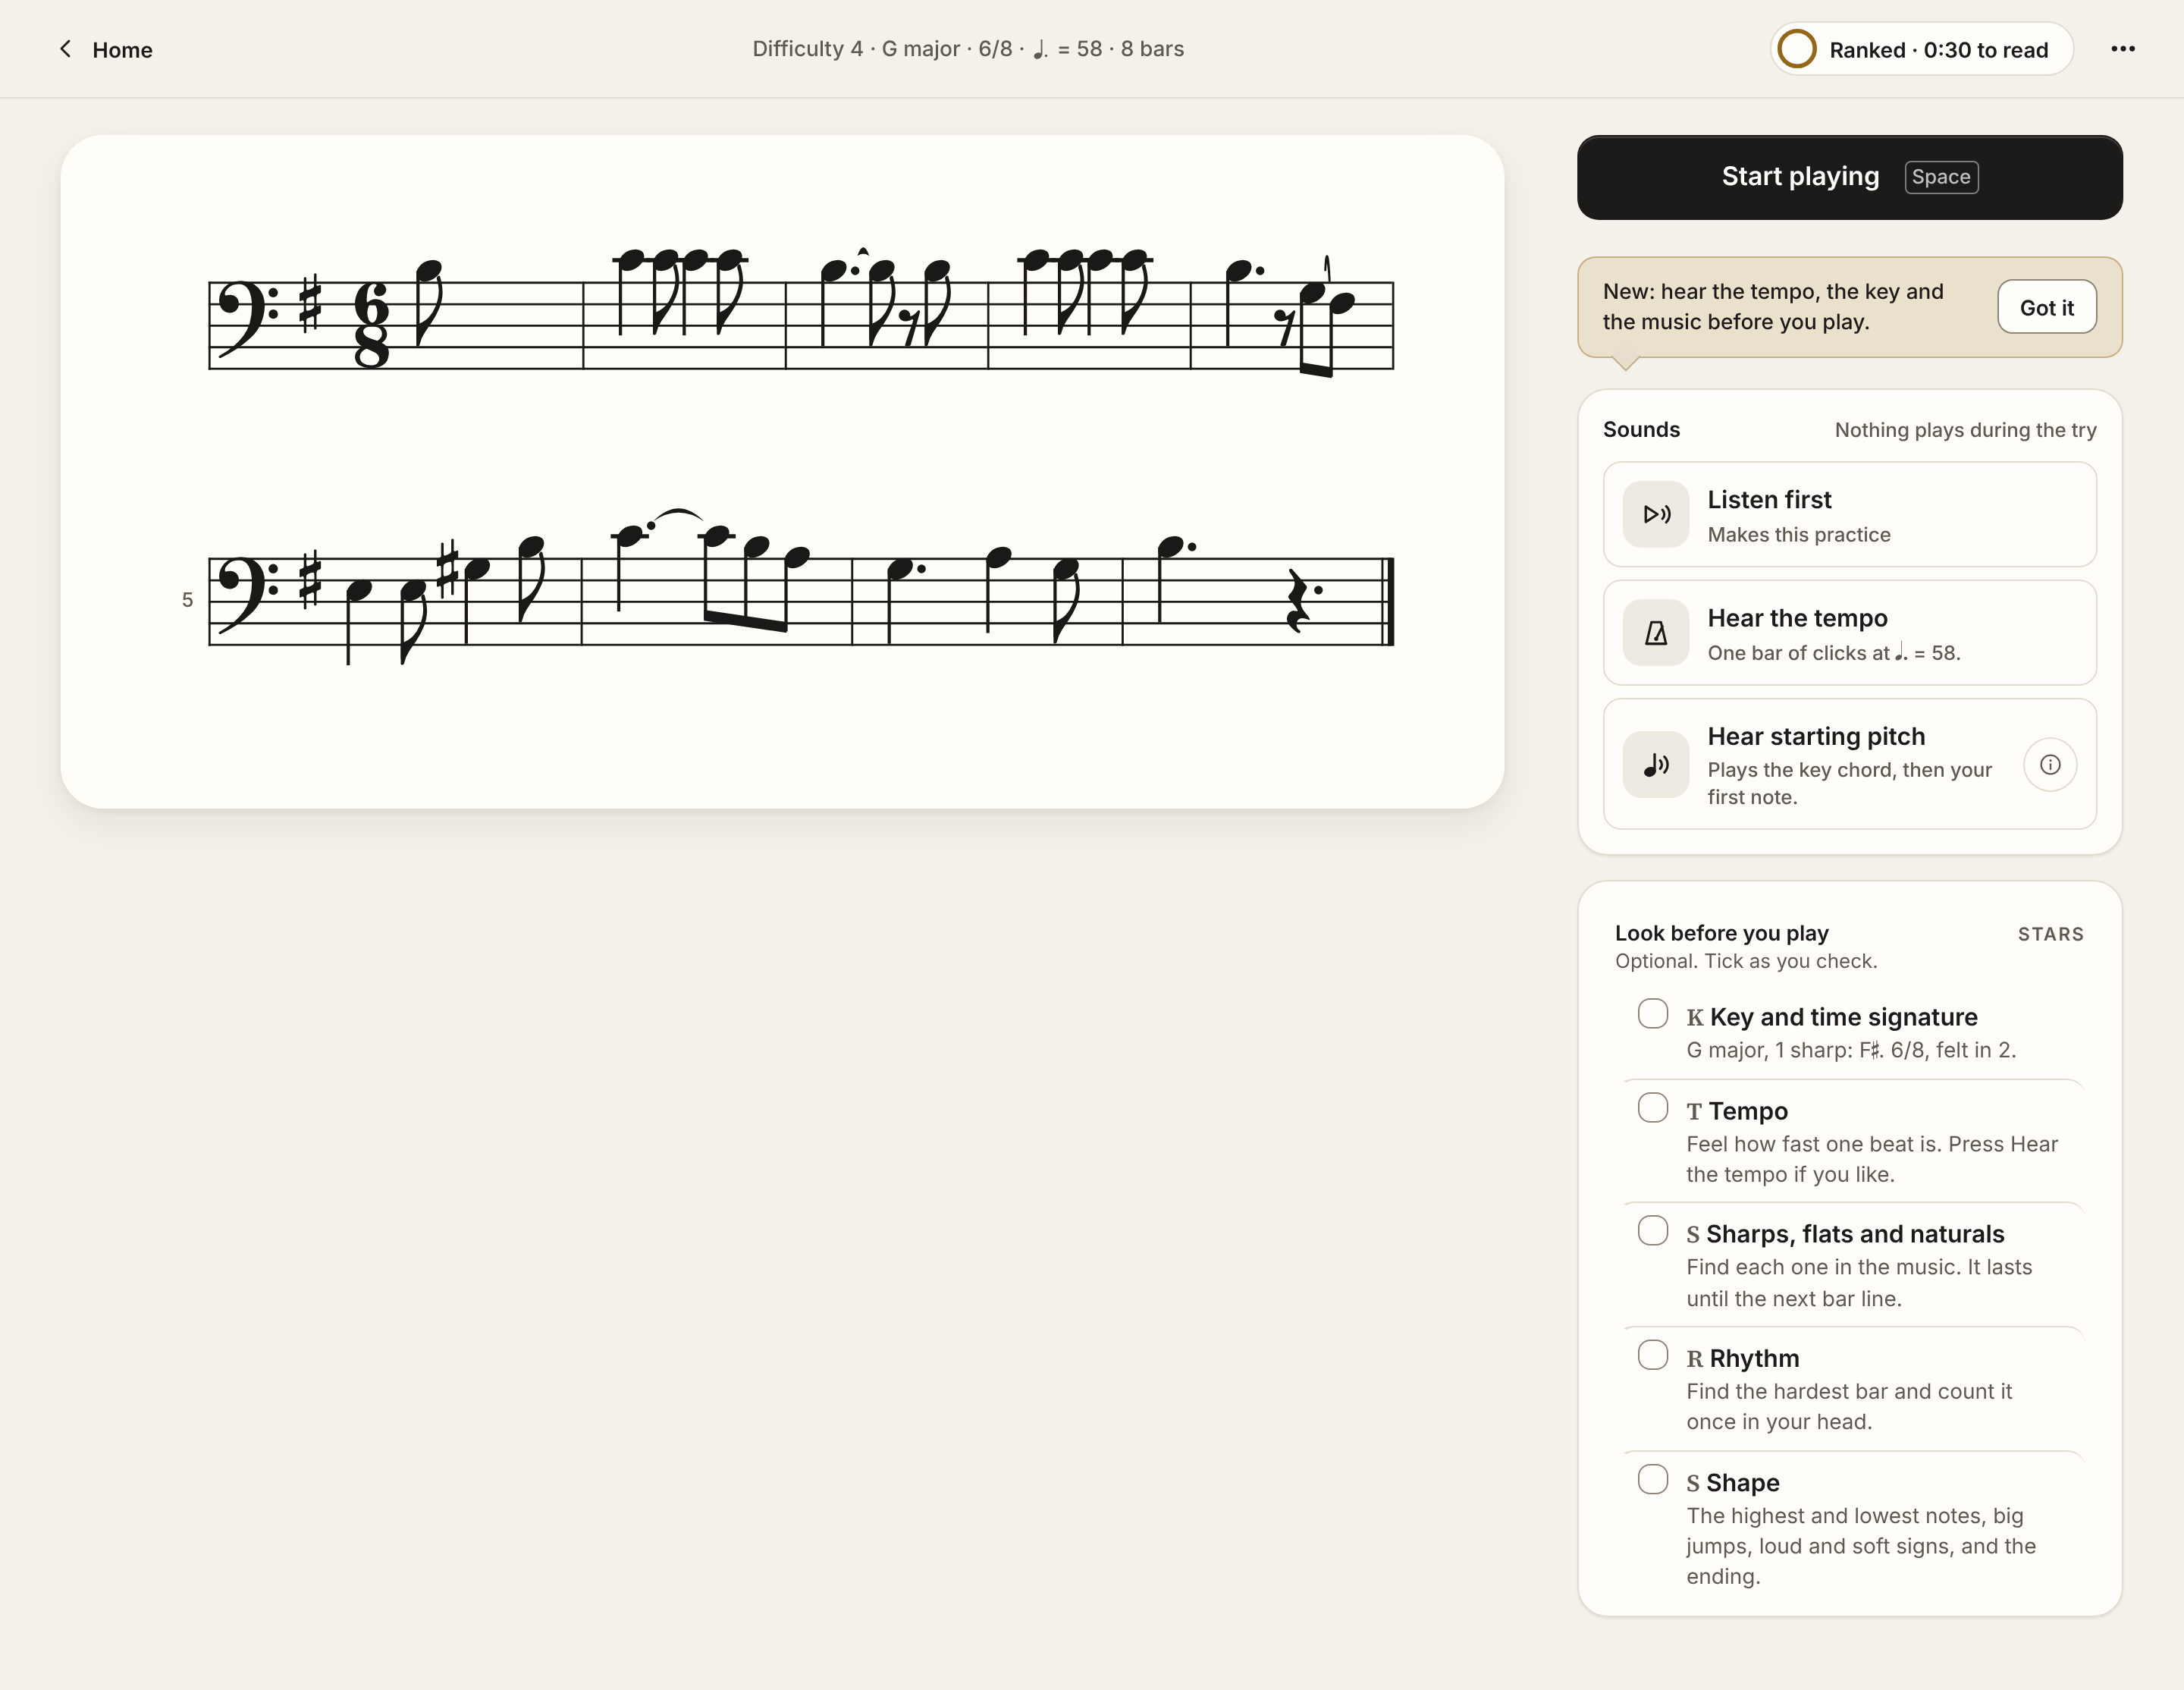 Home
Difficulty 4 · G major · 6/8 · ♩. = 58 · 8 bars
Ranked · 0:30 to read
Start playing Space
New: hear the tempo, the key and
the music before you play.
Got it
Sounds
Nothing plays during the try
Listen first
Makes this practice
Hear the tempo
One bar of clicks at ♩. = 58.
Hear starting pitch
Plays the key chord, then your
first note.
6
8
5
Look before you play
STARS
Optional. Tick as you check.
K Key and time signature
G major, 1 sharp: F♯. 6/8, felt in 2.
T Tempo
Feel how fast one beat is. Press Hear
the tempo if you like.
S Sharps, flats and naturals
Find each one in the music. It lasts
until the next bar line.
R Rhythm
Find the hardest bar and count it
once in your head.
S Shape
The highest and lowest notes, big
jumps, loud and soft signs, and the
ending.